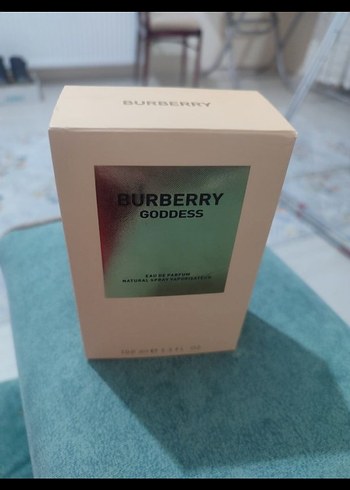 BURBERRY
BURBERRY
GODDESS
EAU DE PARFUM
NATURAL SPRAY VAPORISATEUR